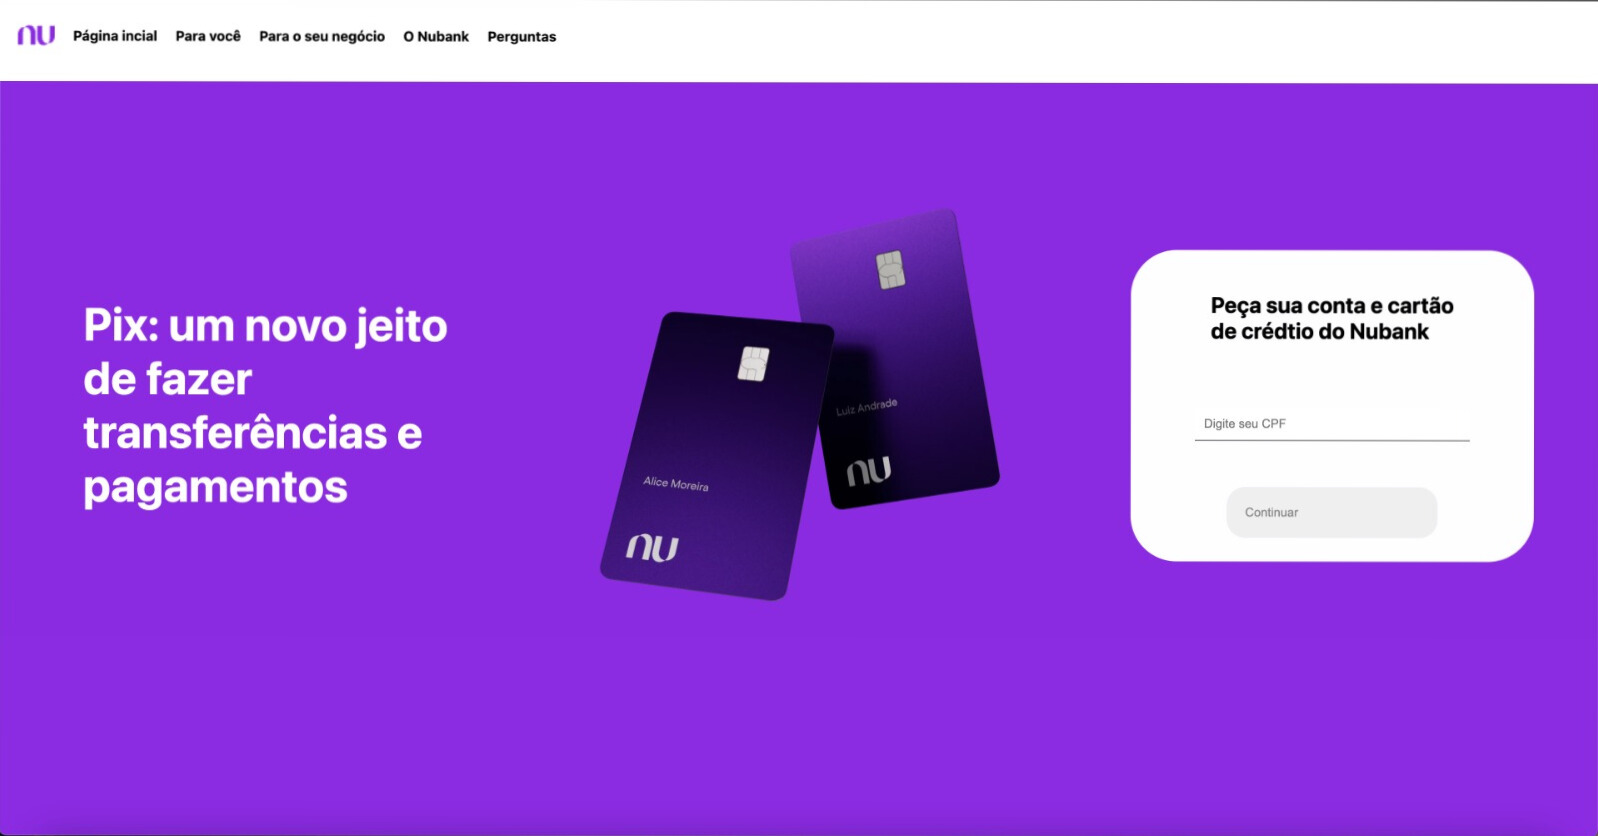 nu Página incial Para você Para o seu negócio O Nubank Perguntas
Pix: um novo jeito
de fazer
transferências e
pagamentos
Luiz Andrade
nu
Alice Moreira
nu
Peça sua conta e cartão
de crédtio do Nubank
Digite seu CPF
Continuar